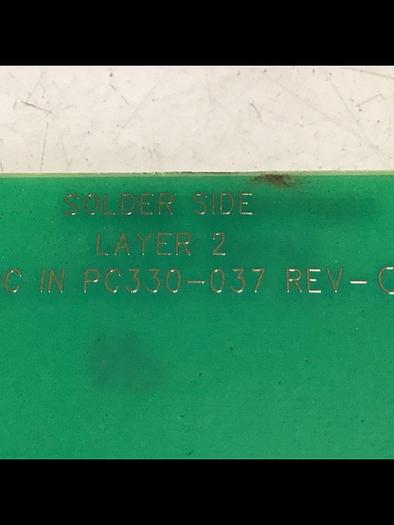 SOLDER SIDE
LAYER 2
C IN PC330-037 REV-